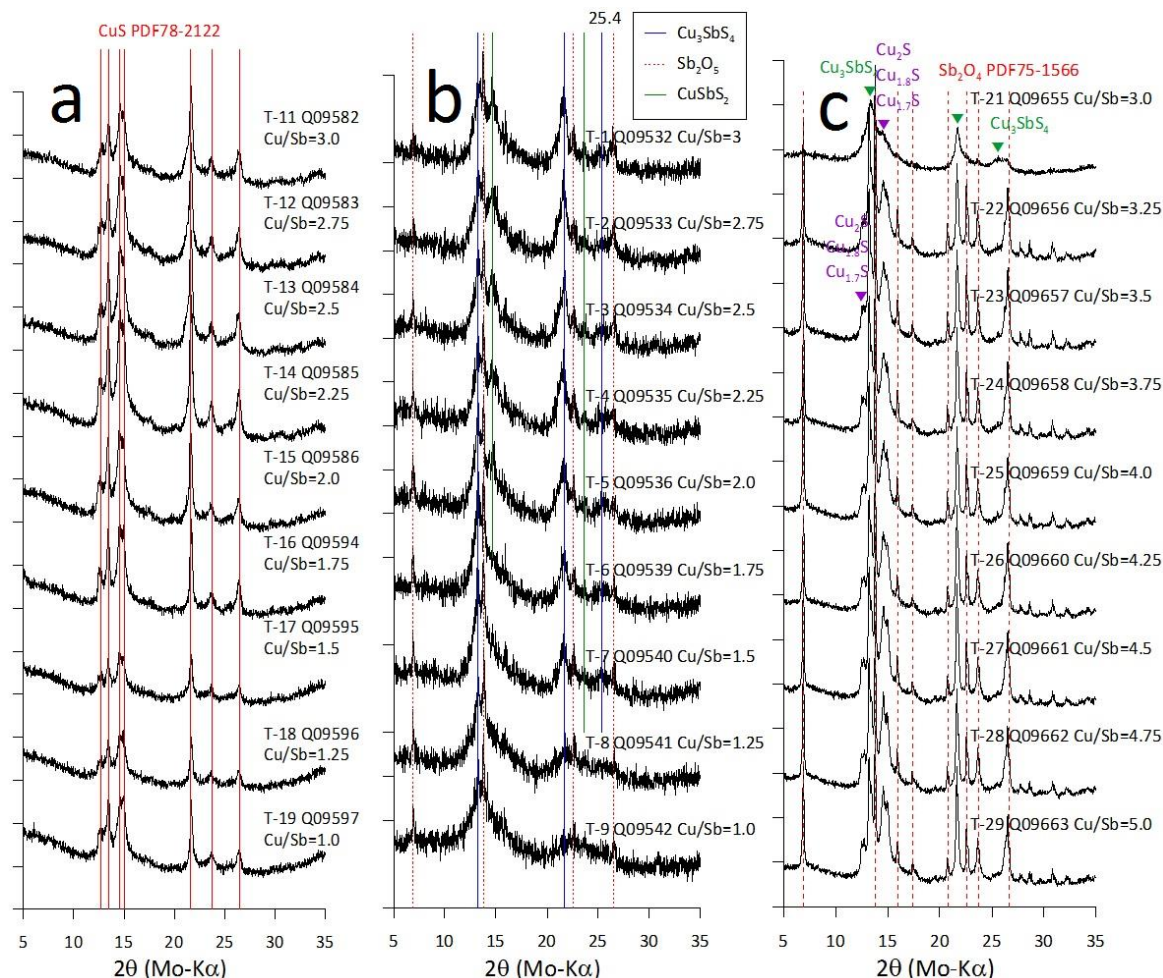 CuS PDF78-2122
a
T-11 Q09582
Cu/Sb=3.0
T-12 Q09583
Cu/Sb=2.75
T-13 Q09584
Cu/Sb=2.5
T-14 Q09585
Cu/Sb=2.25
T-15 Q09586
Cu/Sb=2.0
T-16 Q09594
Cu/Sb=1.75
T-17 Q09595
Cu/Sb=1.5
T-18 Q09596
Cu/Sb=1.25
T-19 Q09597
Cu/Sb=1.0
5 10 15 20 25 30 35
2θ (Mo-Kα)
25.4
Cu₃SbS₄
Sb₂O₅
CuSbS₂
b
T-1 Q09532 Cu/Sb=3
T-2 Q09533 Cu/Sb=2.75
T-3 Q09534 Cu/Sb=2.5
T-4 Q09535 Cu/Sb=2.25
T-5 Q09536 Cu/Sb=2.0
T-6 Q09539 Cu/Sb=1.75
T-7 Q09540 Cu/Sb=1.5
T-8 Q09541 Cu/Sb=1.25
T-9 Q09542 Cu/Sb=1.0
5 10 15 20 25 30 35
2θ (Mo-Kα)
c
Cu₂S
Cu₁.₈S
Cu₁.₇S
Cu₃SbS
Sb₂O₄ PDF75-1566
T-21 Q09655 Cu/Sb=3.0
Cu₃SbS₄
T-22 Q09656 Cu/Sb=3.25
Cu₂S
Cu₁.₈S
Cu₁.₇S
T-23 Q09657 Cu/Sb=3.5
T-24 Q09658 Cu/Sb=3.75
T-25 Q09659 Cu/Sb=4.0
T-26 Q09660 Cu/Sb=4.25
T-27 Q09661 Cu/Sb=4.5
T-28 Q09662 Cu/Sb=4.75
T-29 Q09663 Cu/Sb=5.0
5 10 15 20 25 30 35
2θ (Mo-Kα)